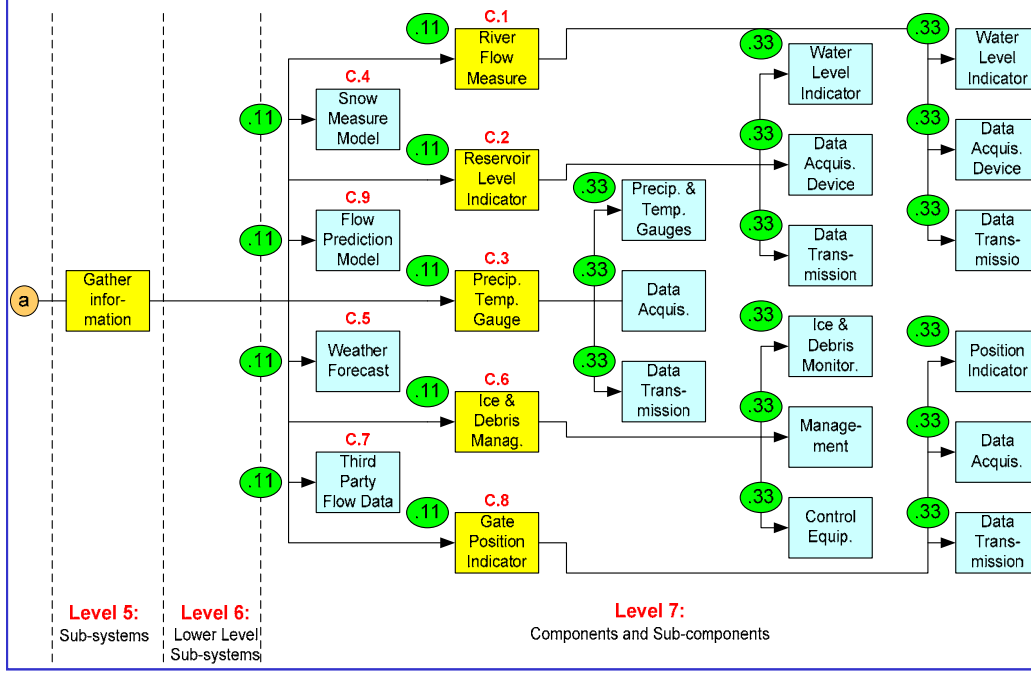 a
Gather
infor-
mation
.11
C.1
River
Flow
Measure
C.4
Snow
Measure
Model
.11
.11
C.2
Reservoir
Level
Indicator
C.9
Flow
Prediction
Model
.11
.11
C.3
Precip.
Temp.
Gauge
C.5
Weather
Forecast
.11
.11
C.6
Ice &
Debris
Manag.
C.7
Third
Party
Flow Data
.11
.11
C.8
Gate
Position
Indicator
.33
Precip. &
Temp.
Gauges
.33
Data
Acquis.
.33
Data
Trans-
mission
.33
Water
Level
Indicator
.33
Data
Acquis.
Device
.33
Data
Trans-
mission
.33
Ice &
Debris
Monitor.
.33
Manage-
ment
.33
Control
Equip.
.33
Water
Level
Indicator
.33
Data
Acquis.
Device
.33
Data
Trans-
missio
.33
Position
Indicator
.33
Data
Acquis.
.33
Data
Trans-
mission
Level 5:
Sub-systems
Level 6:
Lower Level
Sub-systems
Level 7:
Components and Sub-components